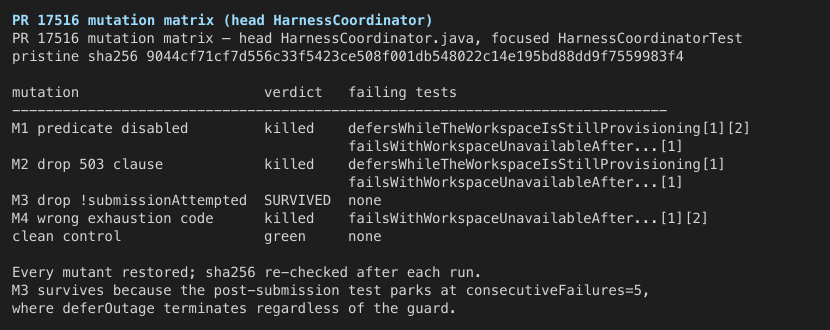 PR 17516 mutation matrix (head HarnessCoordinator)
PR 17516 mutation matrix — head HarnessCoordinator.java, focused HarnessCoordinatorTest
pristine sha256 9044cf71cf7d556c33f5423ce508f001db548022c14e195bd88dd9f7559983f4

mutation verdict failing tests
------------------------------------------------------------------------------
M1 predicate disabled killed defersWhileTheWorkspaceIsStillProvisioning[1][2]
failsWithWorkspaceUnavailableAfter...[1]
M2 drop 503 clause killed defersWhileTheWorkspaceIsStillProvisioning[1]
failsWithWorkspaceUnavailableAfter...[1]
M3 drop !submissionAttempted SURVIVED none
M4 wrong exhaustion code killed failsWithWorkspaceUnavailableAfter...[1][2]
clean control green none

Every mutant restored; sha256 re-checked after each run.
M3 survives because the post-submission test parks at consecutiveFailures=5,
where deferOutage terminates regardless of the guard.